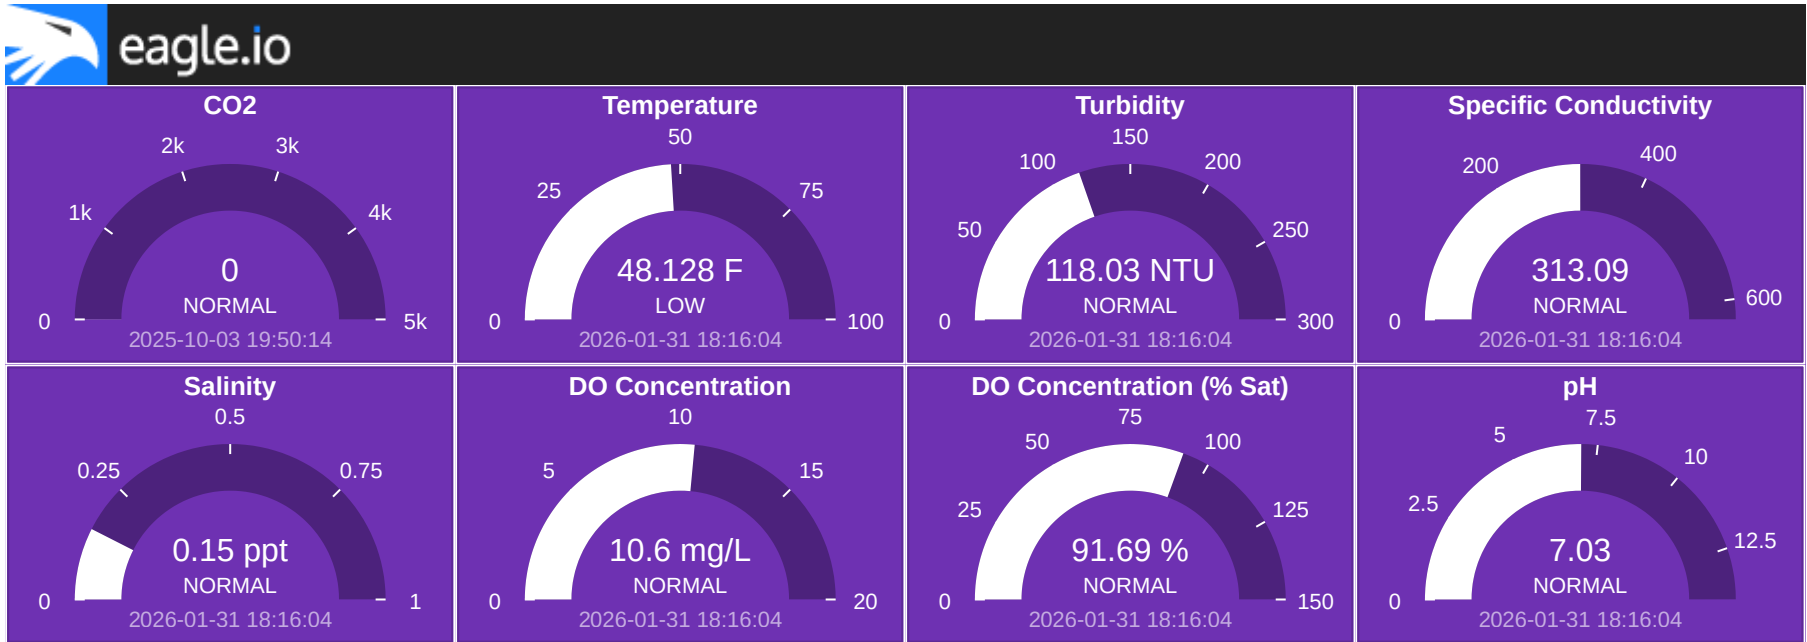 eagle.io
CO2
0
1k
2k
3k
4k
5k
0
NORMAL
2025-10-03 19:50:14
Temperature
0
25
50
75
100
48.128 F
LOW
2026-01-31 18:16:04
Turbidity
0
50
100
150
200
250
300
118.03 NTU
NORMAL
2026-01-31 18:16:04
Specific Conductivity
0
200
400
600
313.09
NORMAL
2026-01-31 18:16:04
Salinity
0
0.25
0.5
0.75
1
0.15 ppt
NORMAL
2026-01-31 18:16:04
DO Concentration
0
5
10
15
20
10.6 mg/L
NORMAL
2026-01-31 18:16:04
DO Concentration (% Sat)
0
25
50
75
100
125
150
91.69 %
NORMAL
2026-01-31 18:16:04
pH
0
2.5
5
7.5
10
12.5
7.03
NORMAL
2026-01-31 18:16:04